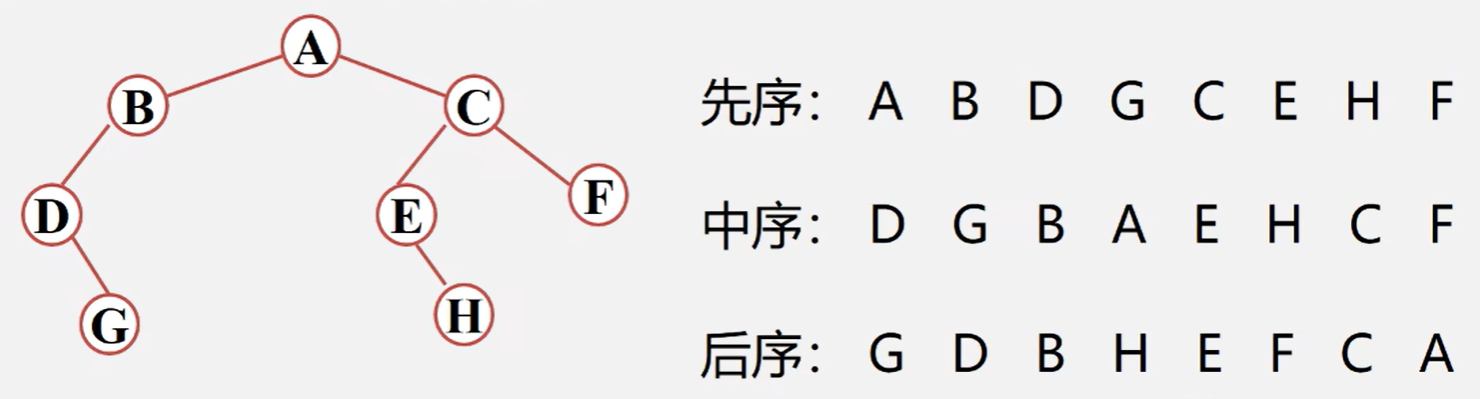 A
B
C
D
E
F
G
H
先序： A B D G C E H F
中序： D G B A E H C F
后序： G D B H E F C A